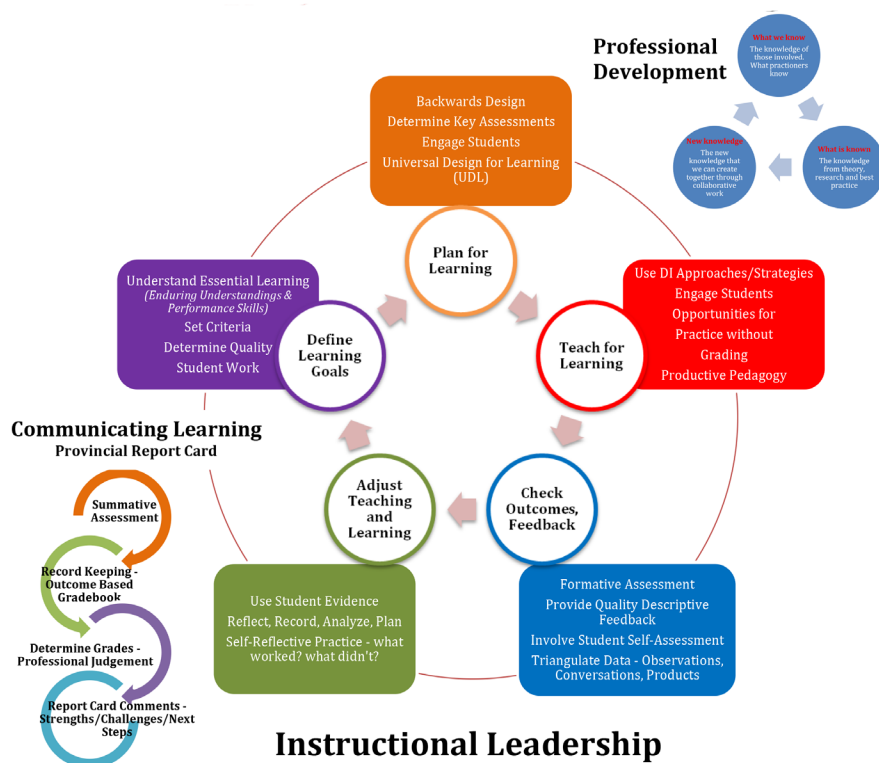 Professional
Development
What we know
The knowledge of
those involved.
What practioners
know
New knowledge
The new
knowledge that
we can create
together through
collaborative
work
What is known
The knowledge
from theory,
research and best
practice
Backwards Design
Determine Key Assessments
Engage Students
Universal Design for Learning
(UDL)
Plan for
Learning
Understand Essential Learning
(Enduring Understandings &
Performance Skills)
Set Criteria
Determine Quality
Student Work
Define
Learning
Goals
Use DI Approaches/Strategies
Engage Students
Opportunities for
Practice without
Grading
Productive Pedagogy
Teach for
Learning
Communicating Learning
Provincial Report Card
Summative
Assessment
Record Keeping -
Outcome Based
Gradebook
Determine Grades -
Professional Judgement
Report Card Comments -
Strengths/Challenges/Next
Steps
Adjust
Teaching
and
Learning
Check
Outcomes,
Feedback
Use Student Evidence
Reflect, Record, Analyze, Plan
Self-Reflective Practice - what
worked? what didn't?
Formative Assessment
Provide Quality Descriptive
Feedback
Involve Student Self-Assessment
Triangulate Data - Observations,
Conversations, Products
Instructional Leadership